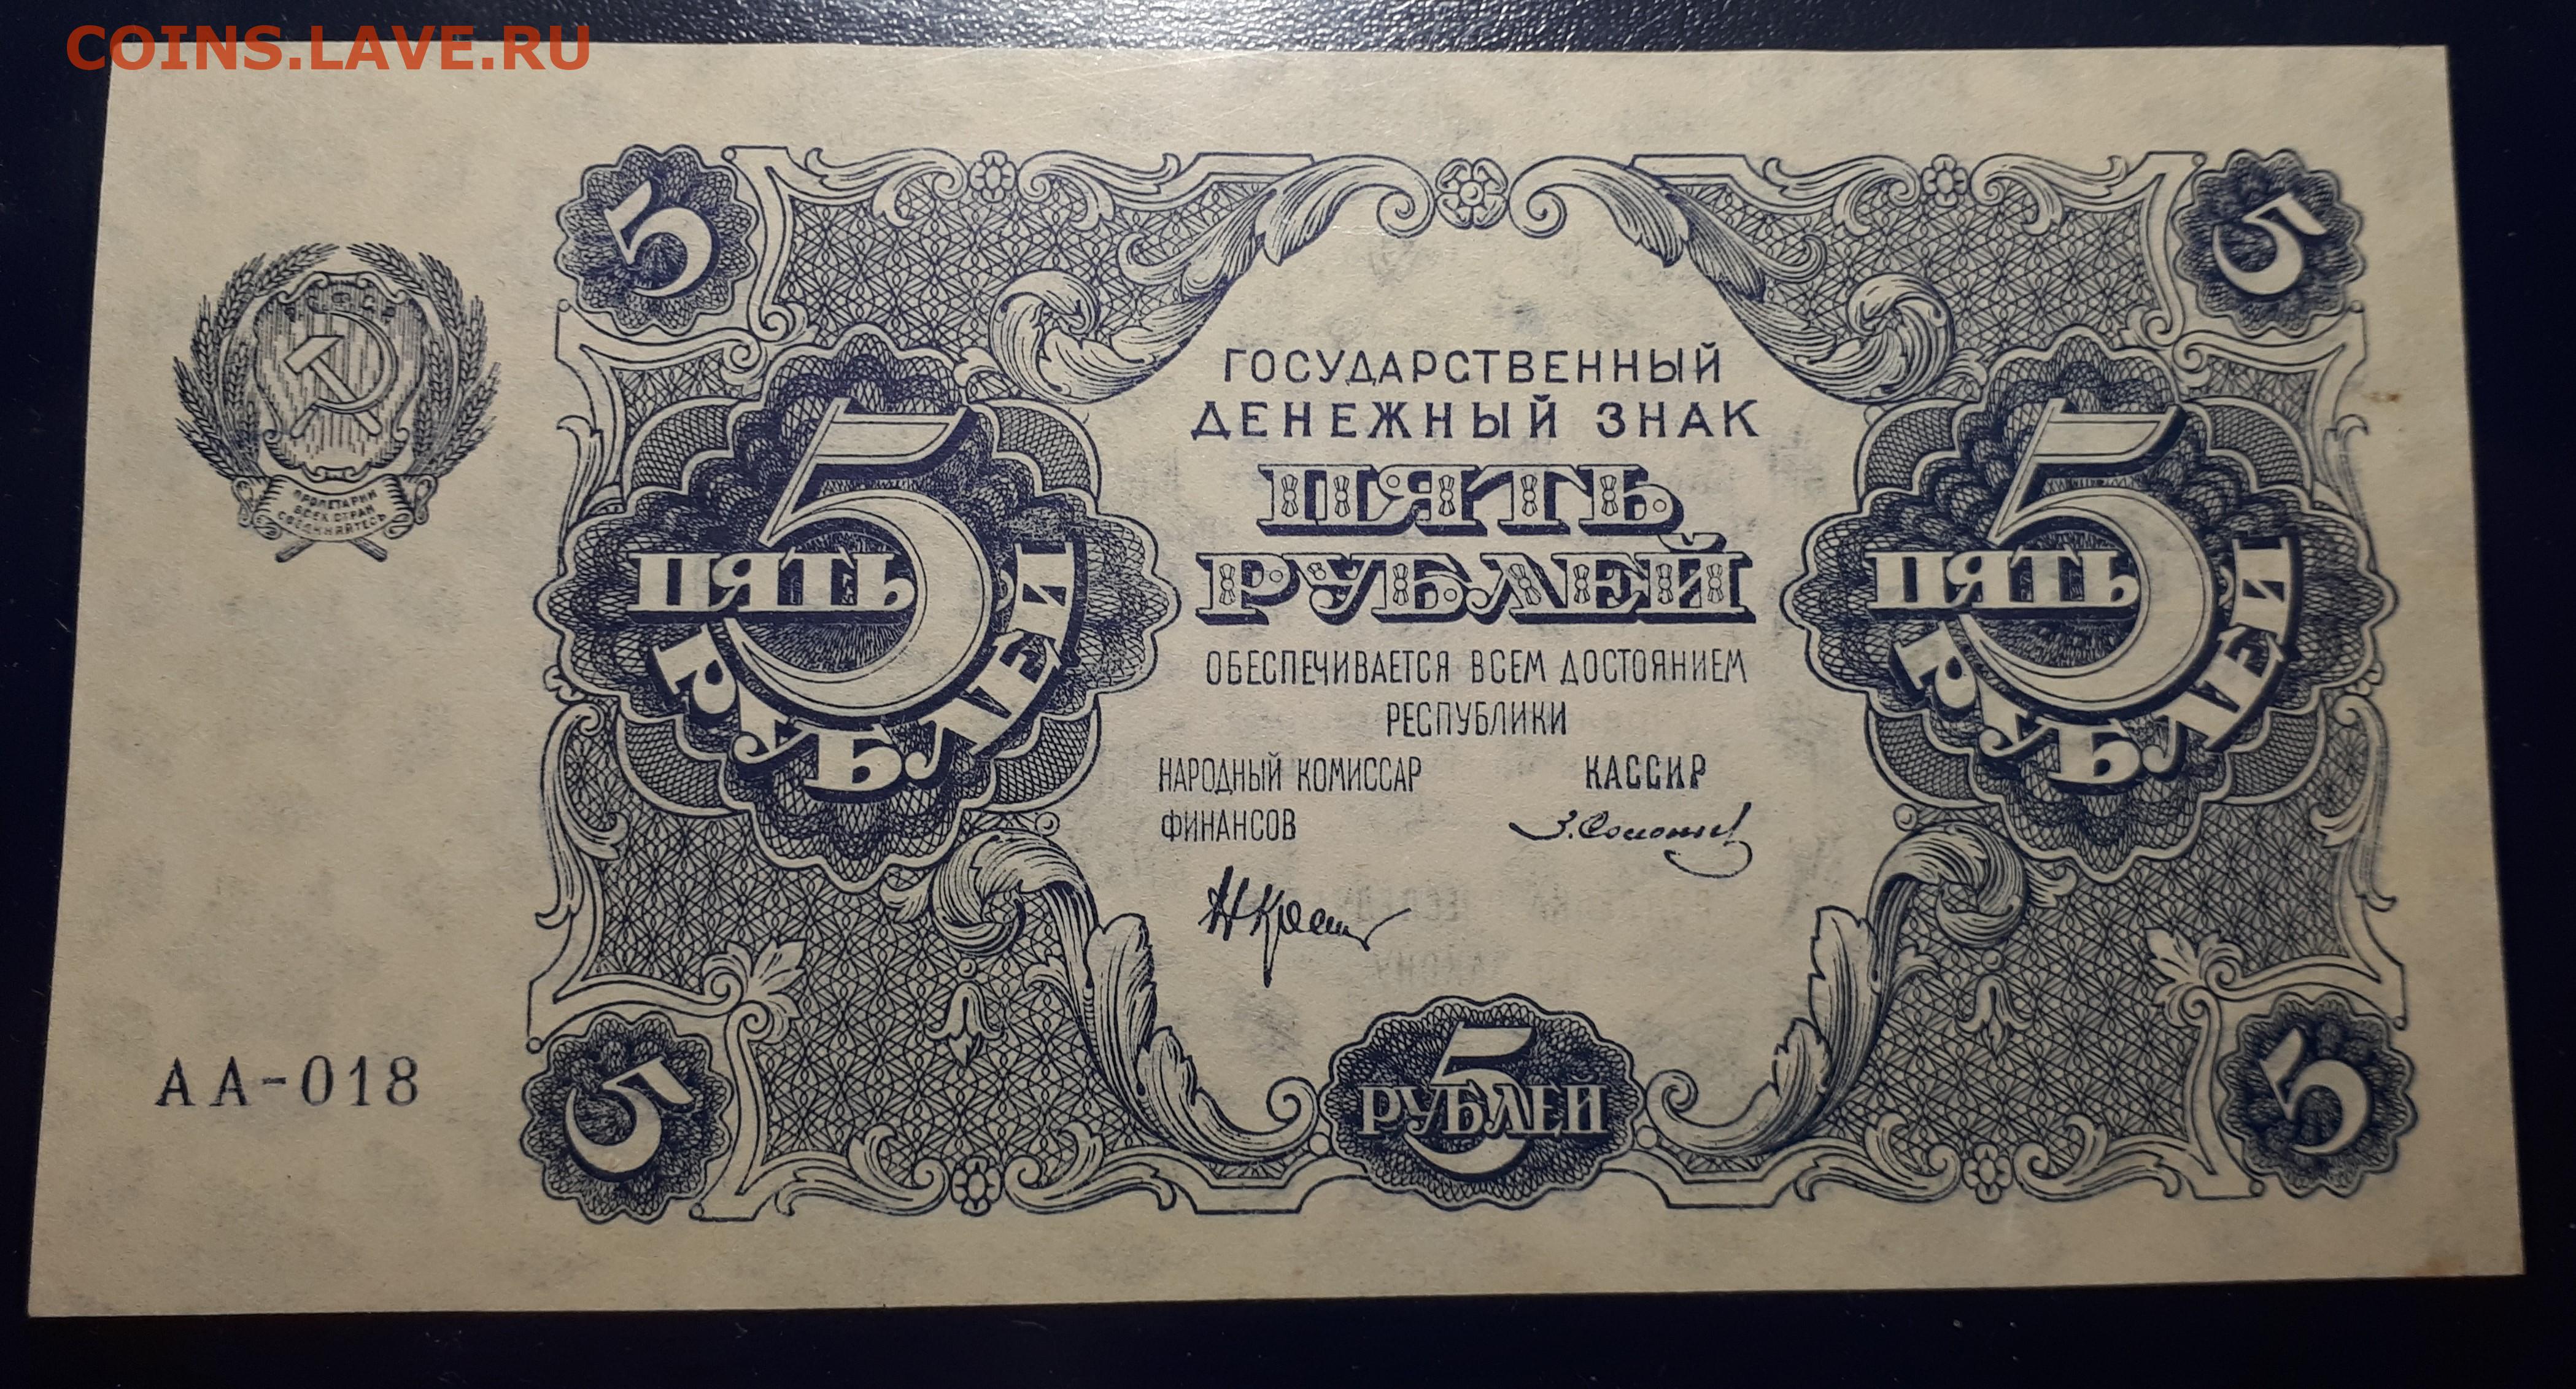 COINS.LAVE.RU
5
5
Р.С.Ф.С.Р.
ГОСУДАРСТВЕННЫЙ
ДЕНЕЖНЫЙ ЗНАК
ПЯТЬ
РУБЛЕЙ
5
ПЯТЬ
РУБЛЕЙ
5
ПЯТЬ
РУБЛЕЙ
ПРОЛЕТАРИИ
ВСЕХ СТРАН
СОЕДИНЯЙТЕСЬ
ОБЕСПЕЧИВАЕТСЯ ВСЕМ ДОСТОЯНИЕМ
РЕСПУБЛИКИ
НАРОДНЫЙ КОМИССАР
ФИНАНСОВ
КАССИР
АА-018
5
5
РУБЛЕЙ
5